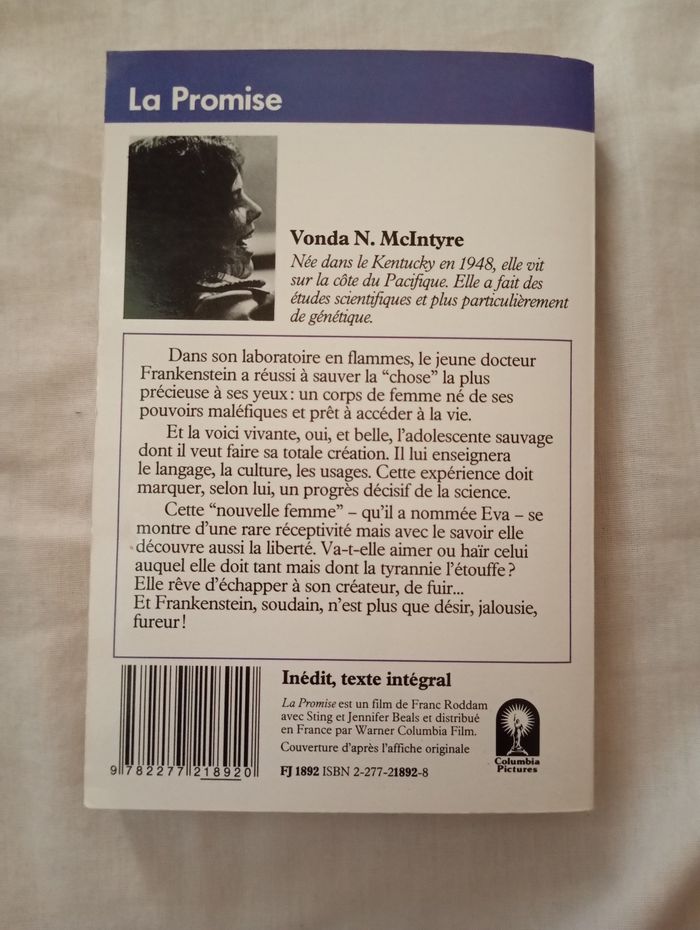 La Promise
Vonda N. McIntyre
Née dans le Kentucky en 1948, elle vit
sur la côte du Pacifique. Elle a fait des
études scientifiques et plus particulièrement
de génétique.
Dans son laboratoire en flammes, le jeune docteur
Frankenstein a réussi à sauver la “chose” la plus
précieuse à ses yeux : un corps de femme né de ses
pouvoirs maléfiques et prêt à accéder à la vie.
Et la voici vivante, oui, et belle, l’adolescente sauvage
dont il veut faire sa totale création. Il lui enseignera
le langage, la culture, les usages. Cette expérience doit
marquer, selon lui, un progrès décisif de la science.
Cette “nouvelle femme” – qu’il a nommée Eva – se
montre d’une rare réceptivité mais avec le savoir elle
découvre aussi la liberté. Va-t-elle aimer ou haïr celui
auquel elle doit tant mais dont la tyrannie l’étouffe ?
Elle rêve d’échapper à son créateur, de fuir...
Et Frankenstein, soudain, n’est plus que désir, jalousie,
fureur !
Inédit, texte intégral
La Promise est un film de Franc Roddam
avec Sting et Jennifer Beals et distribué
en France par Warner Columbia Film.
Couverture d’après l’affiche originale
Columbia
Pictures
9 782277 218920
FJ 1892 ISBN 2-277-21892-8